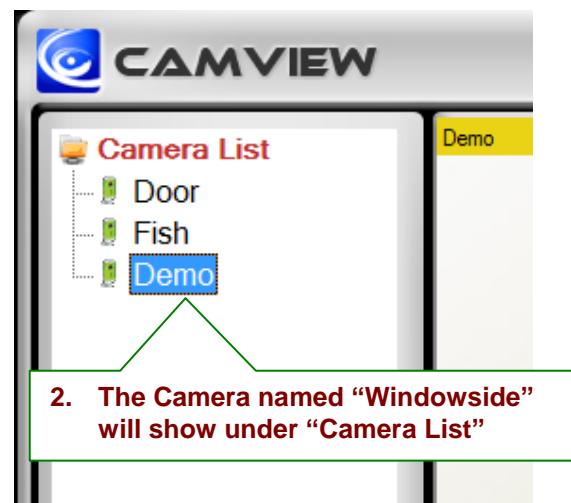 CAMVIEW
Camera List
Demo
Door
Fish
Demo
2. The Camera named “Windowside”
will show under “Camera List”